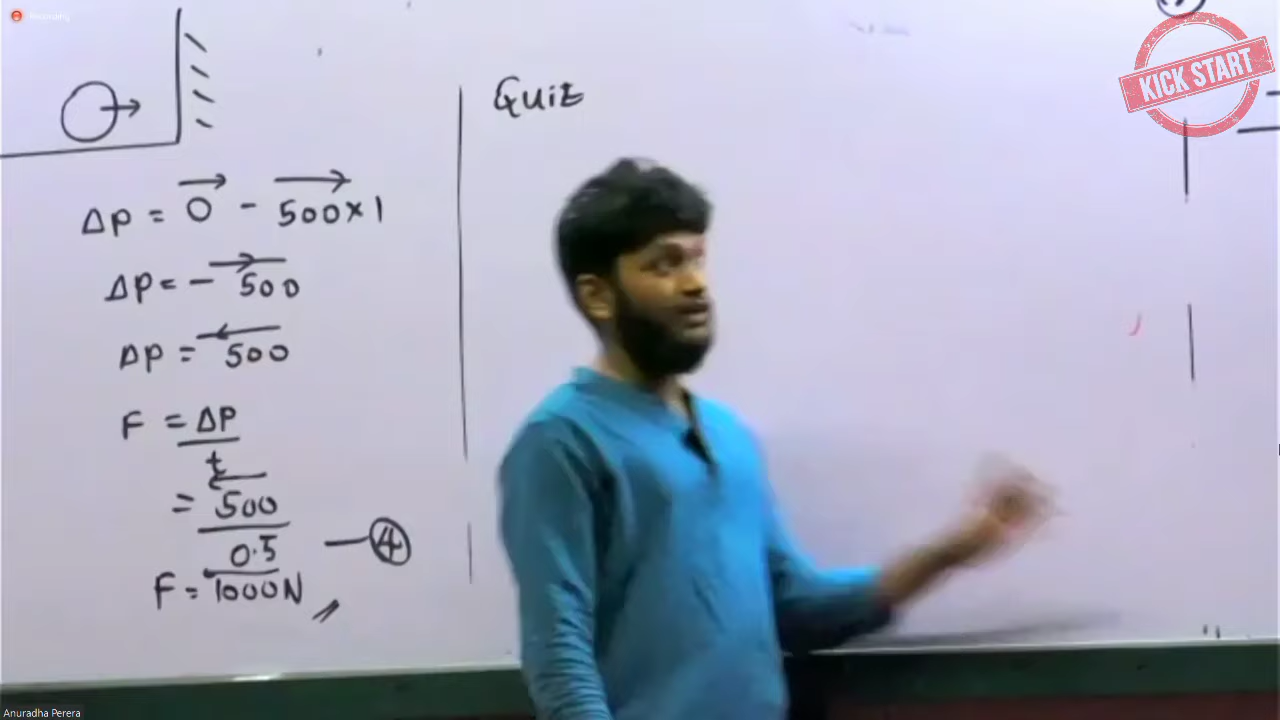 Recording
KICK START
Quiz
Δp = 0 - 500×1
Δp = - 500
Δp = 500
F = Δp
t
= 500
0.5
4
F = 1000N
Anuradha Perera